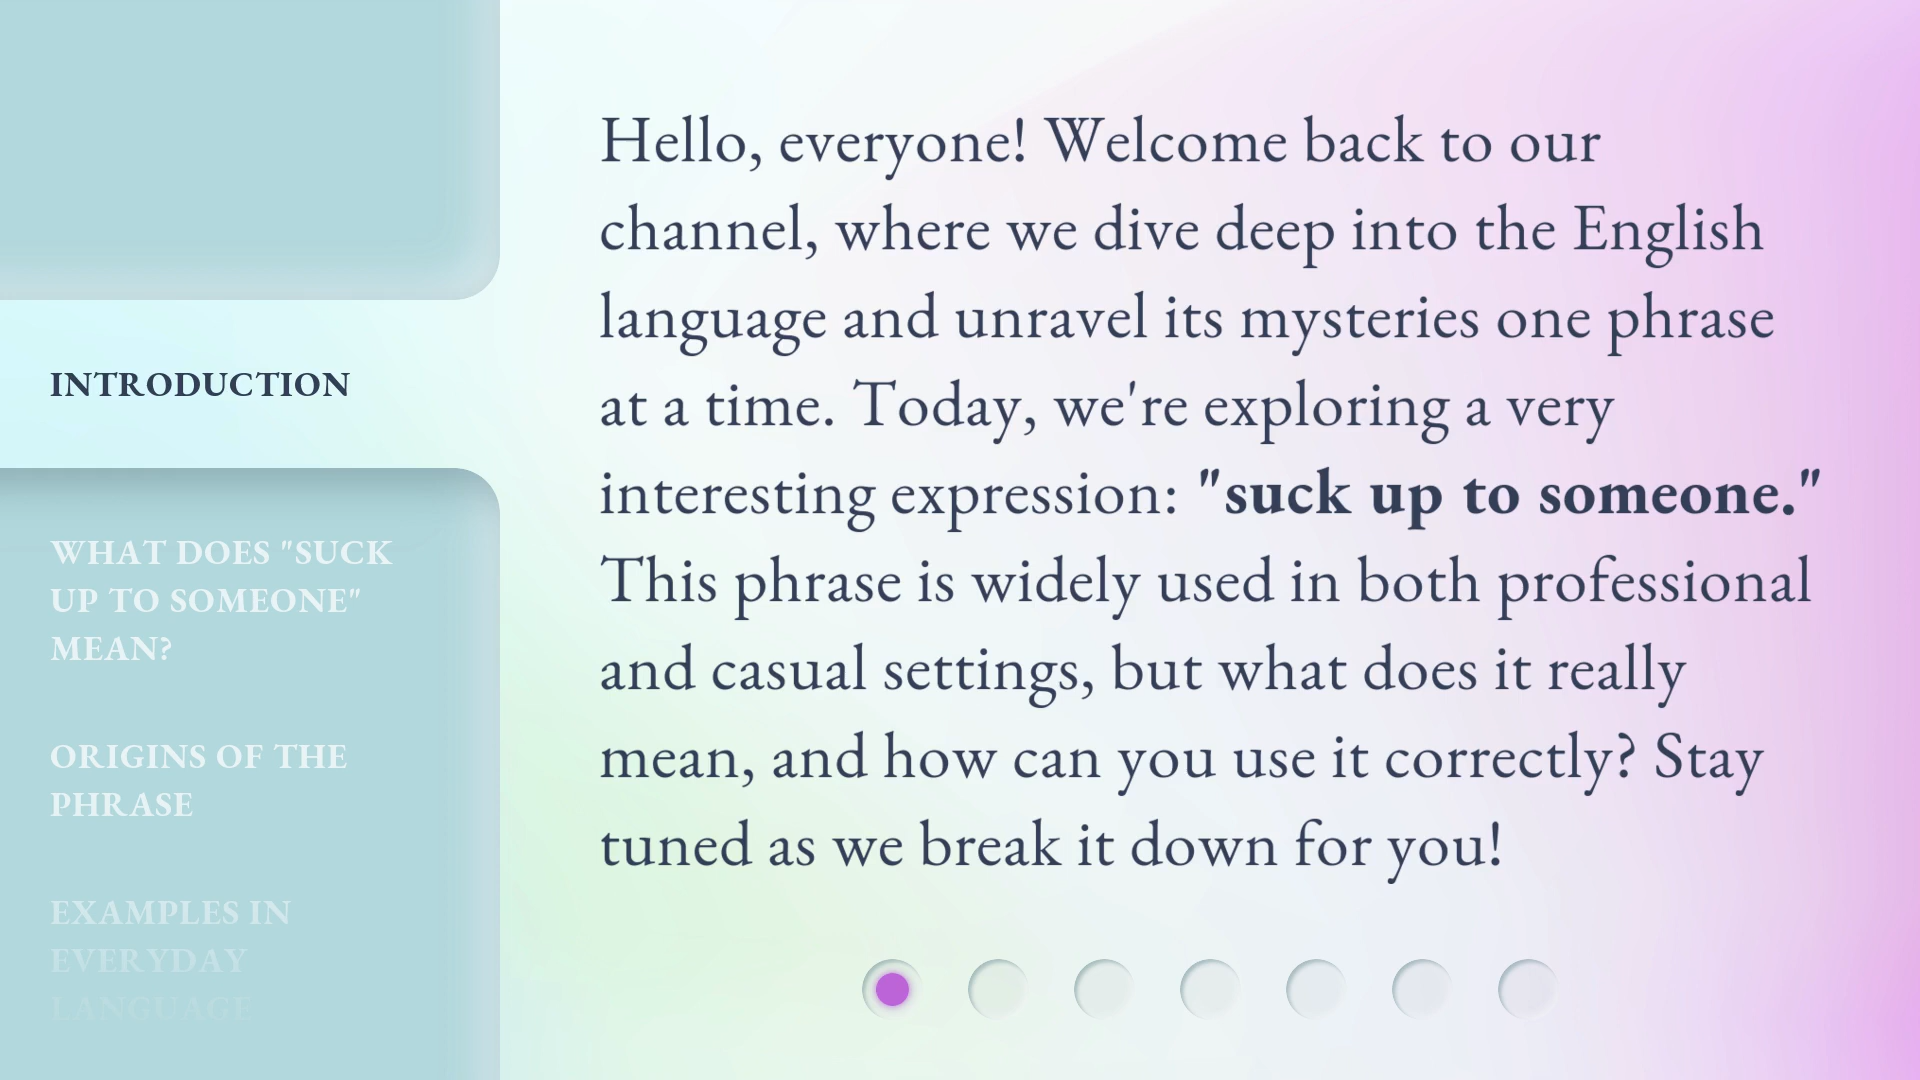 INTRODUCTION
WHAT DOES "SUCK
UP TO SOMEONE"
MEAN?
ORIGINS OF THE
PHRASE
EXAMPLES IN
EVERYDAY
LANGUAGE
Hello, everyone! Welcome back to our
channel, where we dive deep into the English
language and unravel its mysteries one phrase
at a time. Today, we're exploring a very
interesting expression: "suck up to someone."
This phrase is widely used in both professional
and casual settings, but what does it really
mean, and how can you use it correctly? Stay
tuned as we break it down for you!